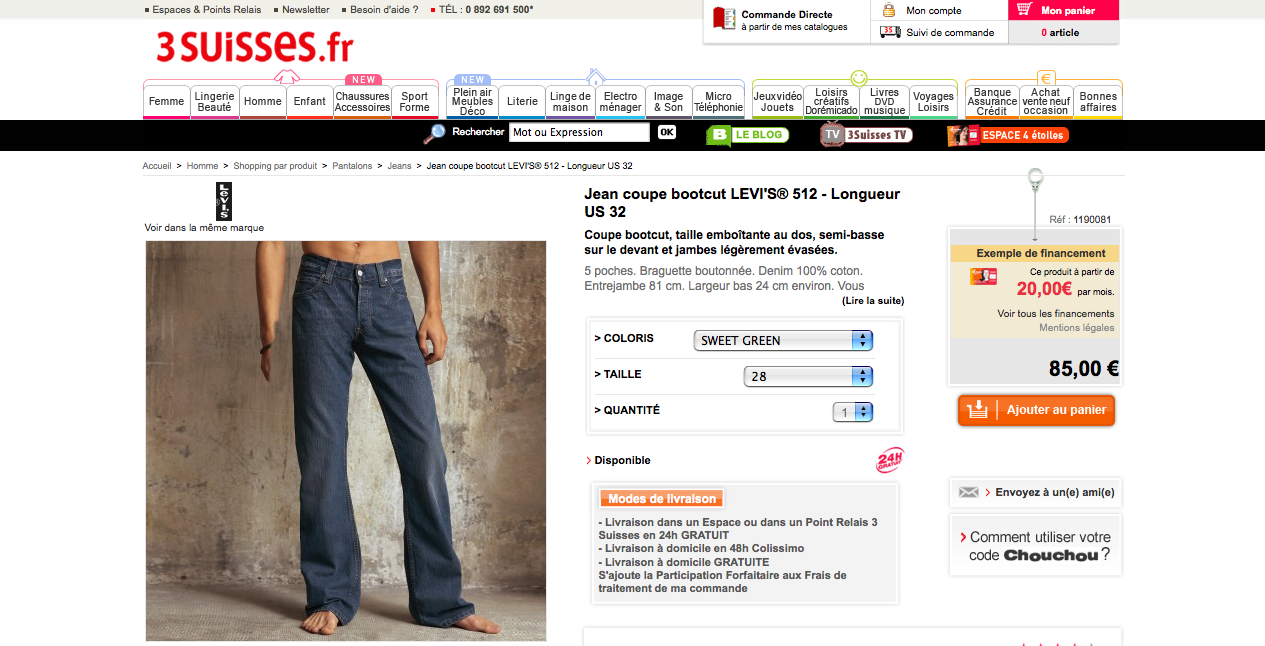 Espaces & Points Relais
Newsletter
Besoin d'aide ?
TÉL : 0 892 691 500*
Commande Directe
à partir de mes catalogues
Mon compte
Mon panier
Suivi de commande
0 article
3SUISSES.fr
NEW
NEW
€
Femme
Lingerie
Beauté
Homme
Enfant
Chaussures
Accessoires
Sport
Forme
Plein air
Meubles
Déco
Literie
Linge de
maison
Electro
ménager
Image
& Son
Micro
Téléphonie
Jeux vidéo
Jouets
Loisirs
créatifs
Dorémicado
Livres
DVD
musique
Voyages
Loisirs
Banque
Assurance
Crédit
Achat
vente neuf
occasion
Bonnes
affaires
Rechercher
Mot ou Expression
OK
B LE BLOG
TV 3Suisses TV
ESPACE 4 étoiles
Accueil > Homme > Shopping par produit > Pantalons > Jeans > Jean coupe bootcut LEVI'S® 512 - Longueur US 32
LEVI'S
Voir dans la même marque
Jean coupe bootcut LEVI'S® 512 - Longueur
US 32
Coupe bootcut, taille emboîtante au dos, semi-basse
sur le devant et jambes légèrement évasées.
5 poches. Braguette boutonnée. Denim 100% coton.
Entrejambe 81 cm. Largeur bas 24 cm environ. Vous
(Lire la suite)
> COLORIS
SWEET GREEN
> TAILLE
28
> QUANTITÉ
1
Disponible
24H
GRATUIT
Modes de livraison
- Livraison dans un Espace ou dans un Point Relais 3
Suisses en 24h GRATUIT
- Livraison à domicile en 48h Colissimo
- Livraison à domicile GRATUITE
S'ajoute la Participation Forfaitaire aux Frais de
traitement de ma commande
Réf : 1190081
Exemple de financement
Ce produit à partir de
20,00€ par mois.
Voir tous les financements
Mentions légales
85,00 €
Ajouter au panier
Envoyez à un(e) ami(e)
Comment utiliser votre
code Chouchou ?